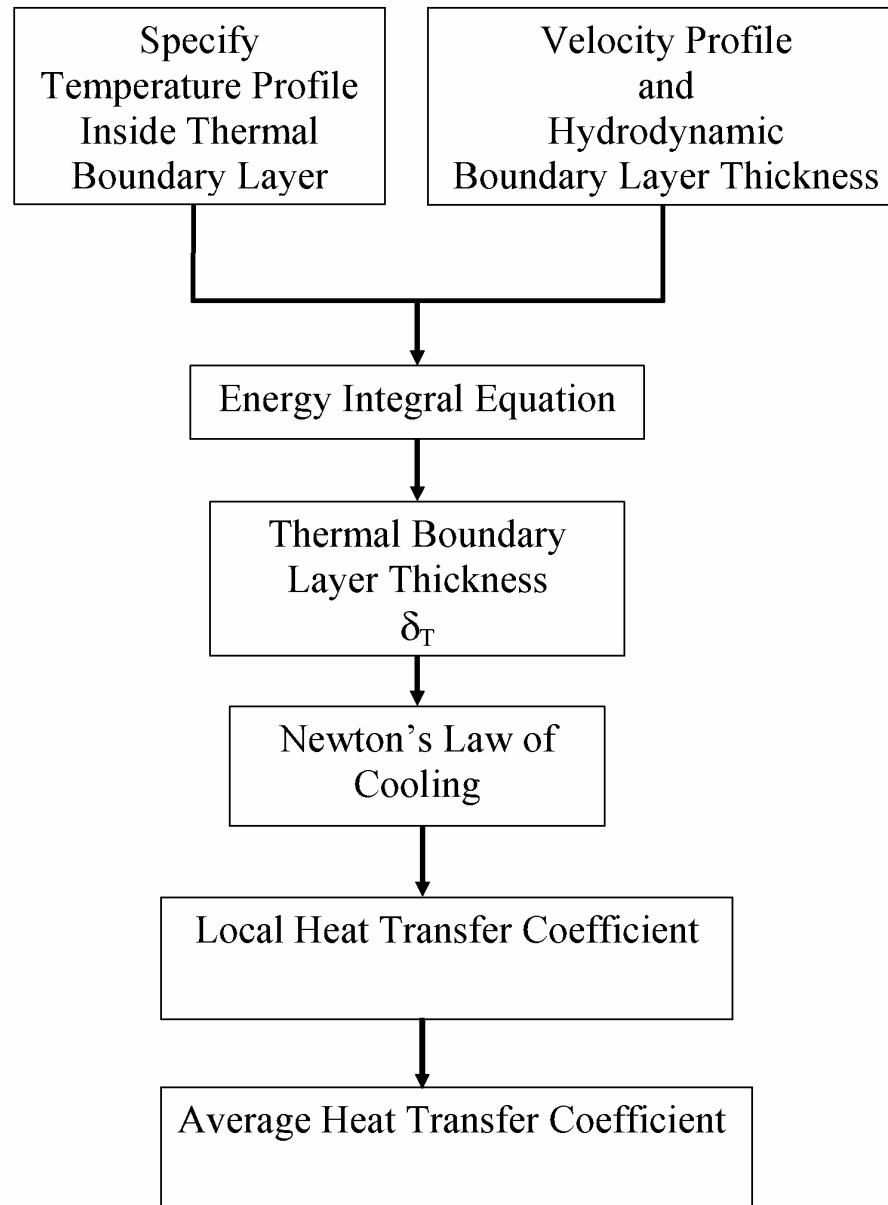 Specify
Temperature Profile
Inside Thermal
Boundary Layer
Velocity Profile
and
Hydrodynamic
Boundary Layer Thickness
Energy Integral Equation
Thermal Boundary
Layer Thickness
δT
Newton’s Law of
Cooling
Local Heat Transfer Coefficient
Average Heat Transfer Coefficient